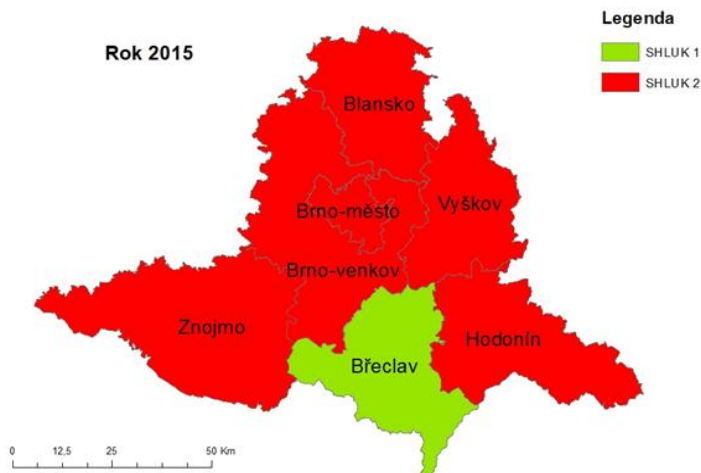 Rok 2015
Legenda
SHLUK 1
SHLUK 2
Blansko
Brno-město
Vyškov
Brno-venkov
Znojmo
Hodonín
Břeclav
0 12,5 25 50 Km